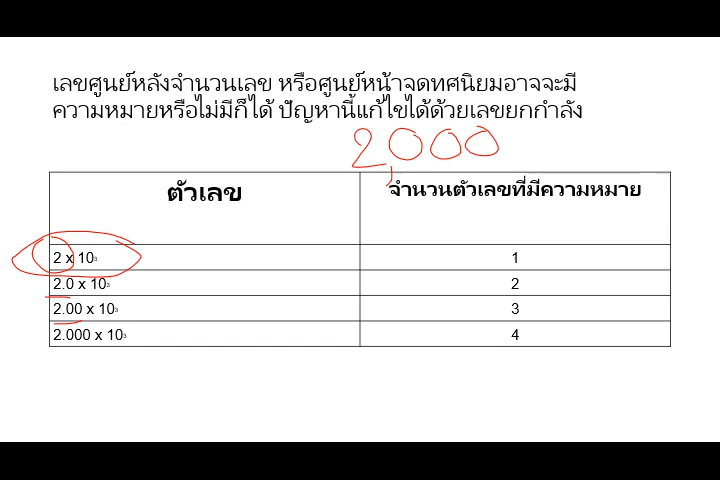 เลขศูนย์หลังจำนวนเลข หรือศูนย์หน้าจดทศนิยมอาจจะมี
ความหมายหรือไม่มีก็ได้ ปัญหานี้แก้ไขได้ด้วยเลขยกกำลัง
2,000
ตัวเลข จำนวนตัวเลขที่มีความหมาย
2 x 10³ 1
2.0 x 10³ 2
2.00 x 10³ 3
2.000 x 10³ 4